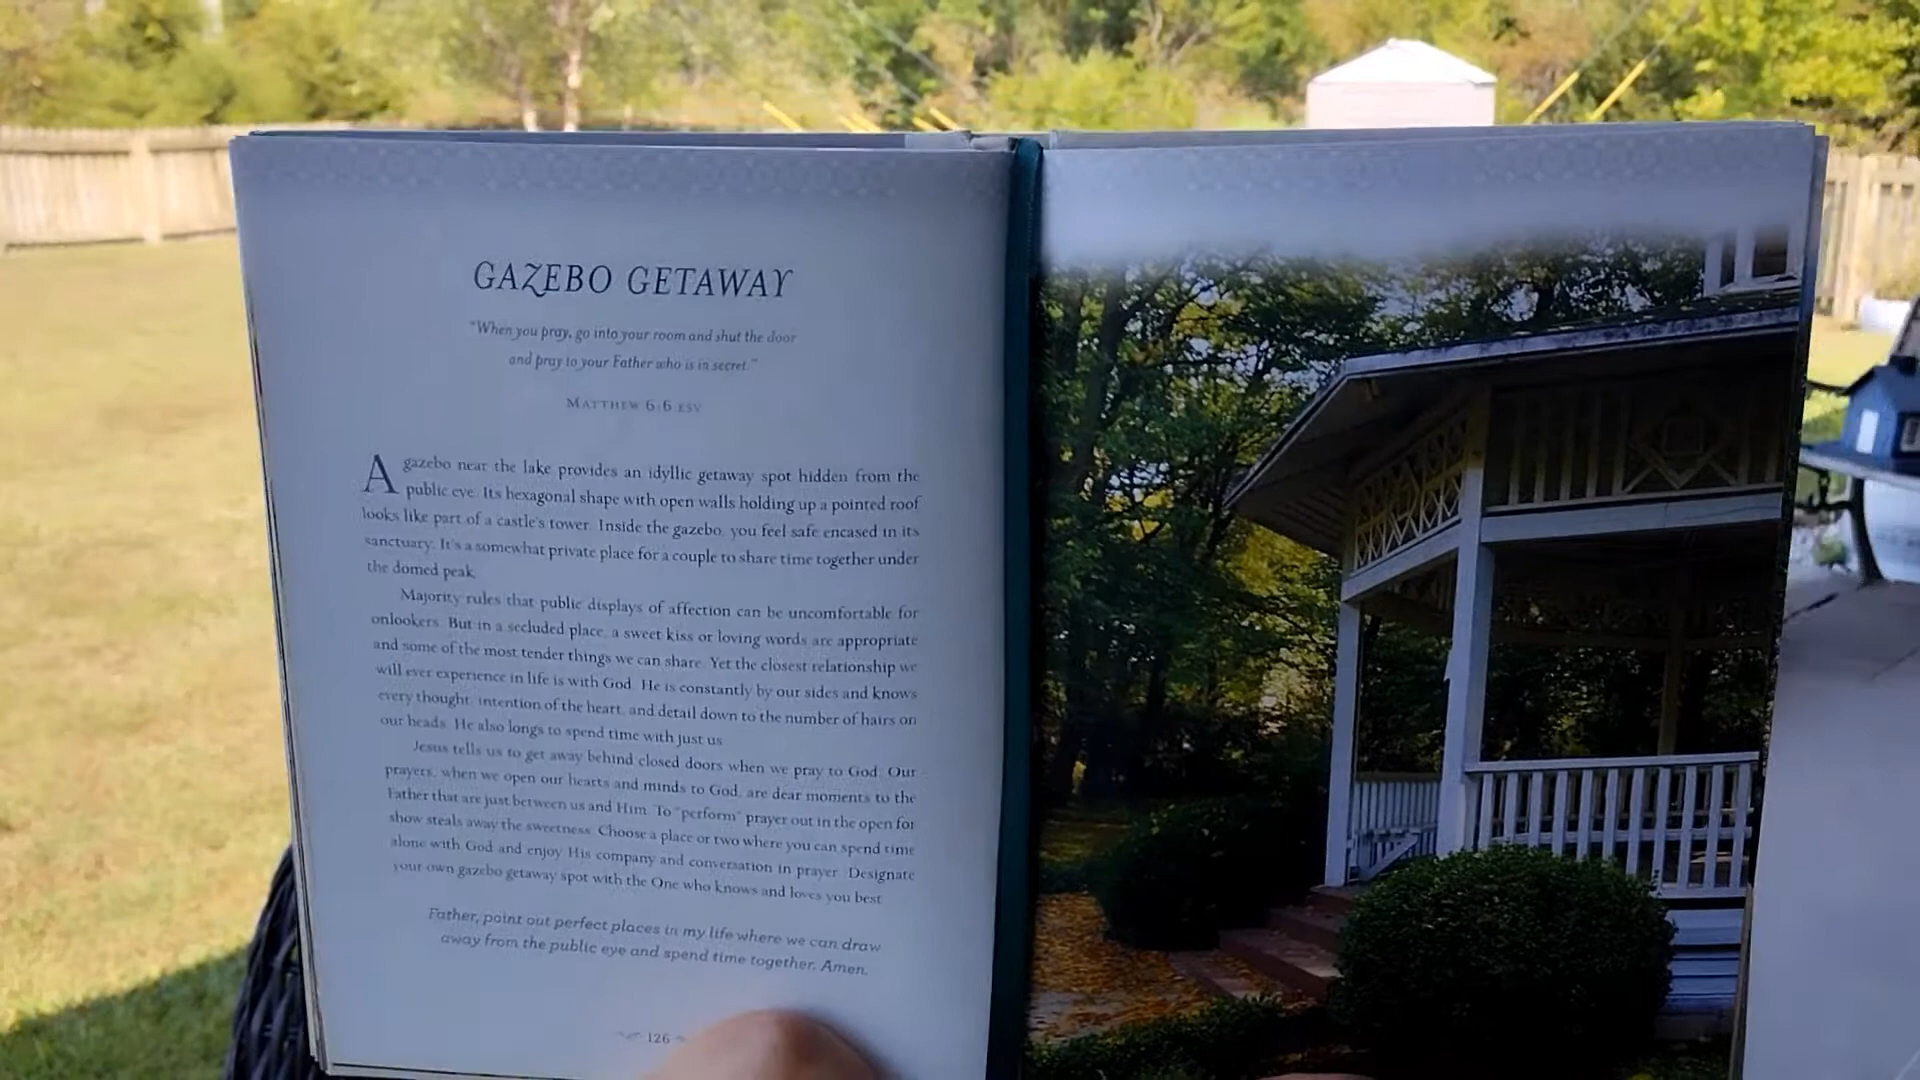 GAZEBO GETAWAY
"When you pray, go into your room and shut the door
and pray to your Father who is in secret."
MATTHEW 6:6 ESV
A gazebo near the lake provides an idyllic getaway spot hidden from the
public eye. Its hexagonal shape with open walls holding up a pointed roof
looks like part of a castle's tower. Inside the gazebo, you feel safe encased in its
sanctuary. It's a somewhat private place for a couple to share time together under
the domed peak.
Majority rules that public displays of affection can be uncomfortable for
onlookers. But in a secluded place, a sweet kiss or loving words are appropriate
and some of the most tender things we can share. Yet the closest relationship we
will ever experience in life is with God. He is constantly by our sides and knows
every thought, intention of the heart, and detail down to the number of hairs on
our heads. He also longs to spend time with just us.
Jesus tells us to get away behind closed doors when we pray to God. Our
prayers, when we open our hearts and minds to God, are dear moments to the
Father that are just between us and Him. To "perform" prayer out in the open for
show steals away the sweetness. Choose a place or two where you can spend time
alone with God and enjoy His company and conversation in prayer. Designate
your own gazebo getaway spot with the One who knows and loves you best.
Father, point out perfect places in my life where we can draw
away from the public eye and spend time together. Amen.
126